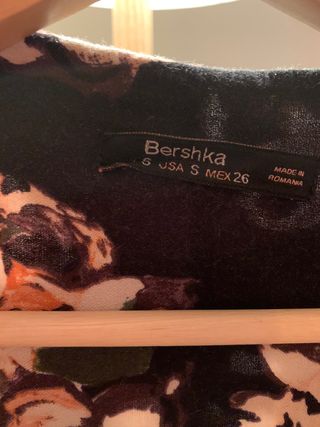 Bershka
S USA S MEX 26
MADE IN
ROMANIA